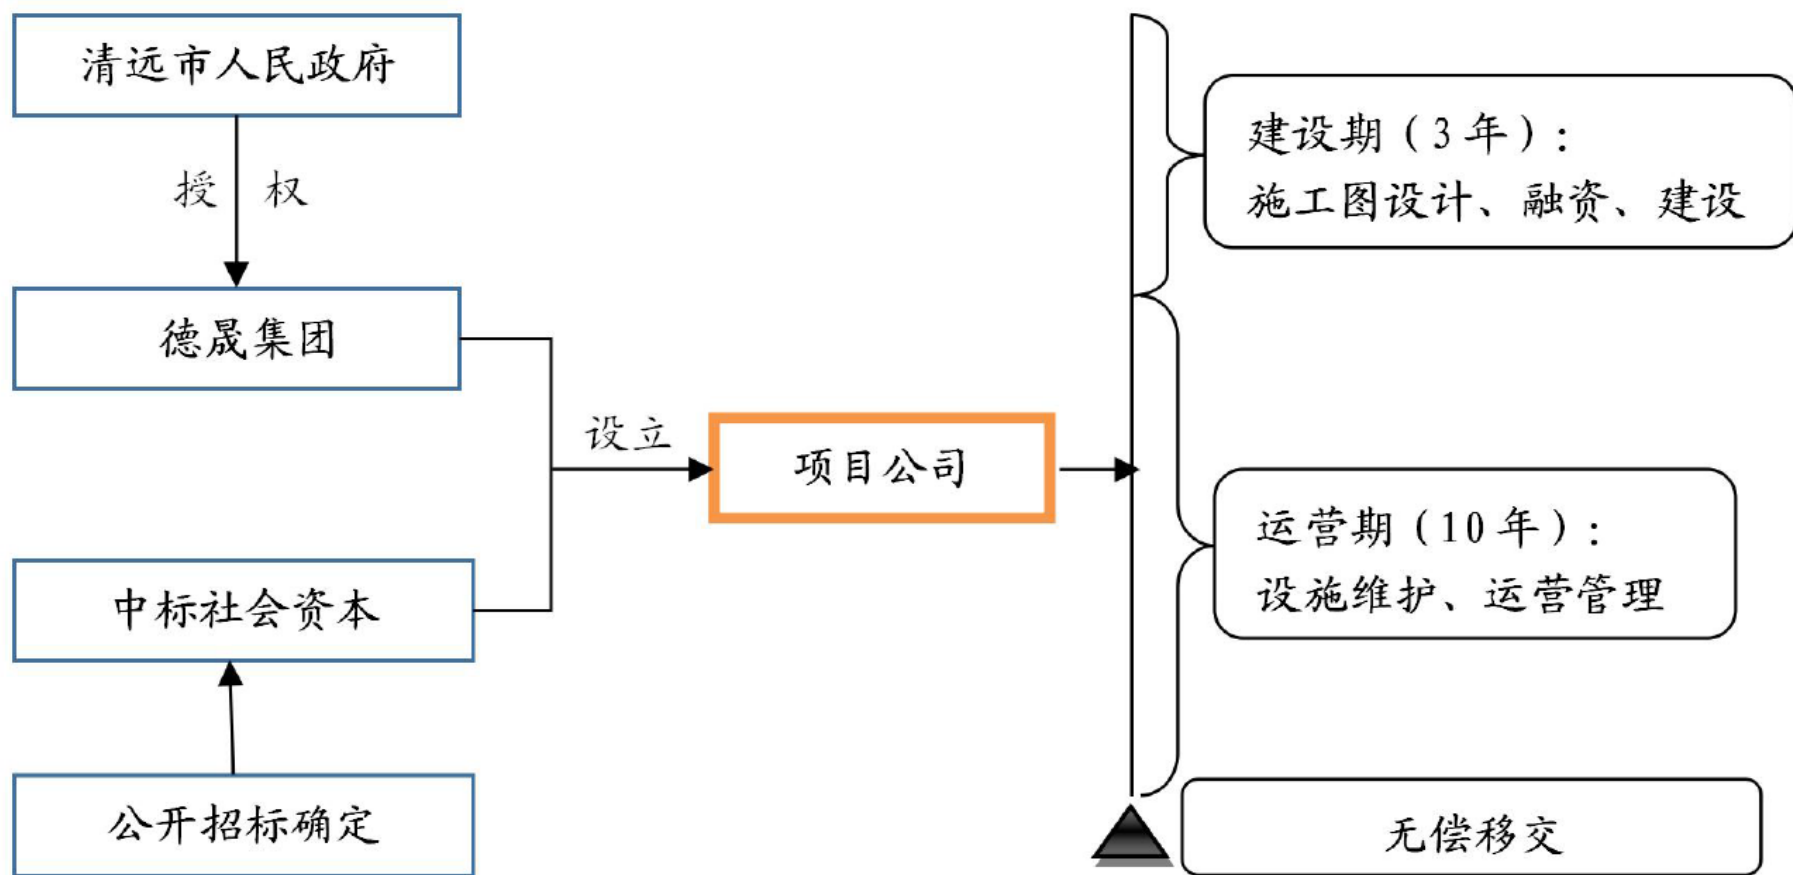 清远市人民政府
授 权
德晟集团
中标社会资本
公开招标确定
设立
项目公司
建设期（3 年）：
施工图设计、融资、建设
运营期（10 年）：
设施维护、运营管理
无偿移交